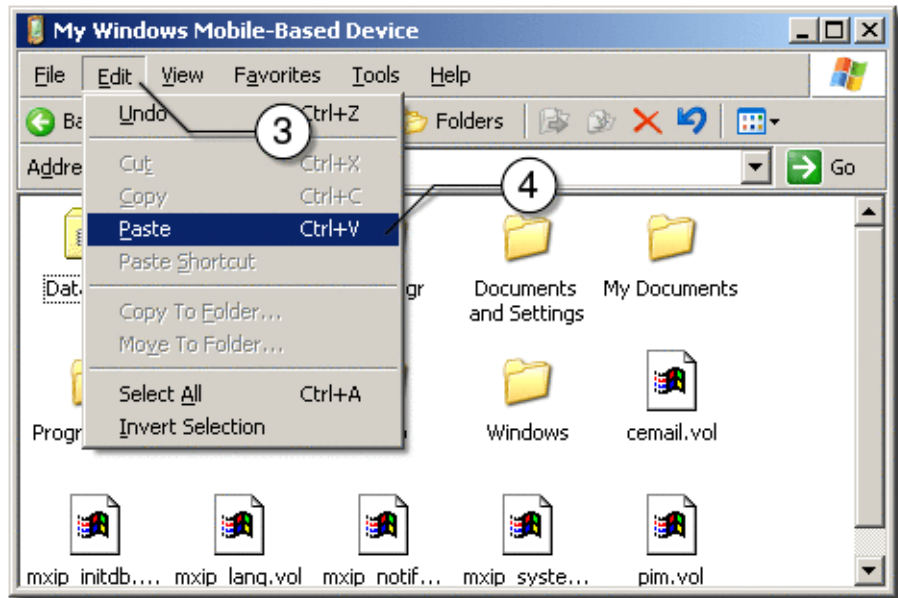 My Windows Mobile-Based Device
File Edit View Favorites Tools Help
Undo Ctrl+Z
3
Folders
Go
Cut Ctrl+X
Copy Ctrl+C
4
Paste Ctrl+V
Paste Shortcut
Copy To Folder...
Move To Folder...
Select All Ctrl+A
Invert Selection
Documents and Settings
My Documents
Windows
cemail.vol
mxip_initdb....
mxip_lang.vol
mxip_notif...
mxip_syste...
pim.vol